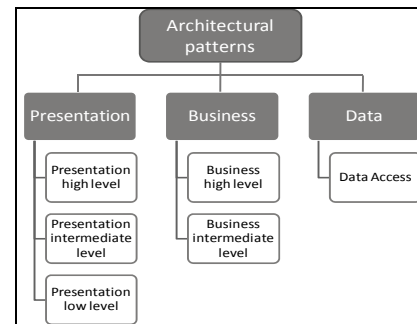 Architectural
patterns
Presentation
Business
Data
Presentation
high level
Business
high level
Data Access
Presentation
intermediate
level
Business
intermediate
level
Presentation
low level